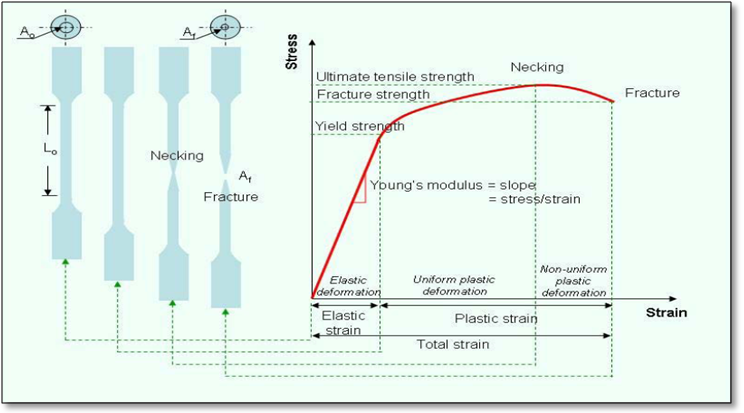 Ao
Af
Lo
Necking
Af
Fracture
Stress
Ultimate tensile strength
Fracture strength
Yield strength
Necking
Fracture
Young's modulus = slope
= stress/strain
Elastic
deformation
Uniform plastic
deformation
Non-uniform
plastic
deformation
Strain
Elastic
strain
Plastic strain
Total strain